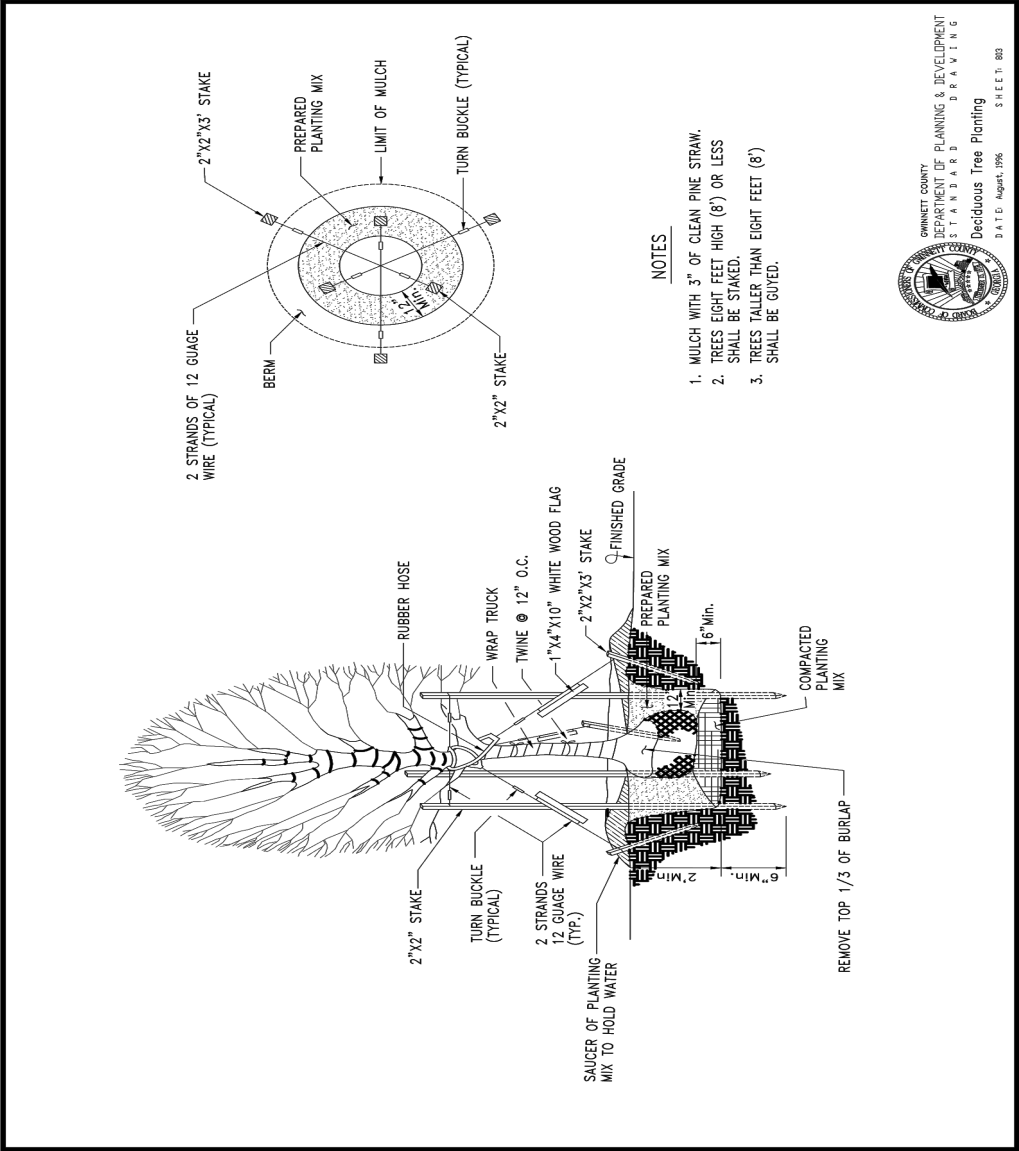 2 STRANDS OF 12 GUAGE
WIRE (TYPICAL)
BERM
2"X2"X3' STAKE
PREPARED
PLANTING MIX
LIMIT OF MULCH
TURN BUCKLE (TYPICAL)
12"
Min.
2"X2" STAKE
RUBBER HOSE
WRAP TRUCK
TWINE @ 12" O.C.
1"X4"X10" WHITE WOOD FLAG
2"X2"X3' STAKE
FINISHED GRADE
PREPARED
PLANTING MIX
6"Min.
COMPACTED
PLANTING
MIX
2"X2" STAKE
TURN BUCKLE
(TYPICAL)
2 STRANDS
12 GUAGE WIRE
(TYP.)
SAUCER OF PLANTING
MIX TO HOLD WATER
2'Min
6"Min.
REMOVE TOP 1/3 OF BURLAP
NOTES
1. MULCH WITH 3" OF CLEAN PINE STRAW.
2. TREES EIGHT FEET HIGH (8') OR LESS
SHALL BE STAKED.
3. TREES TALLER THAN EIGHT FEET (8')
SHALL BE GUYED.
BOARD OF COMMISSIONERS OF GWINNETT COUNTY
GEORGIA
GWINNETT COUNTY
DEPARTMENT OF PLANNING & DEVELOPMENT
STANDARD DRAWING
Deciduous Tree Planting
DATE: August, 1996 SHEET: 803